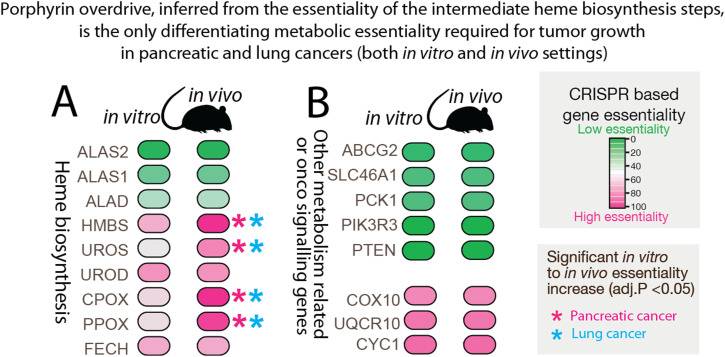 Porphyrin overdrive, inferred from the essentiality of the intermediate heme biosynthesis steps,
is the only differentiating metabolic essentiality required for tumor growth
in pancreatic and lung cancers (both in vitro and in vivo settings)
A
in vitro
in vivo
Heme biosynthesis
ALAS2
ALAS1
ALAD
HMBS * *
UROS * *
UROD
CPOX * *
PPOX * *
FECH
B
in vitro
in vivo
Other metabolism related
or onco signalling genes
ABCG2
SLC46A1
PCK1
PIK3R3
PTEN
COX10
UQCR10
CYC1
CRISPR based
gene essentiality
Low essentiality
0
20
40
60
80
100
High essentiality
Significant in vitro
to in vivo essentiality
increase (adj.P <0.05)
* Pancreatic cancer
* Lung cancer